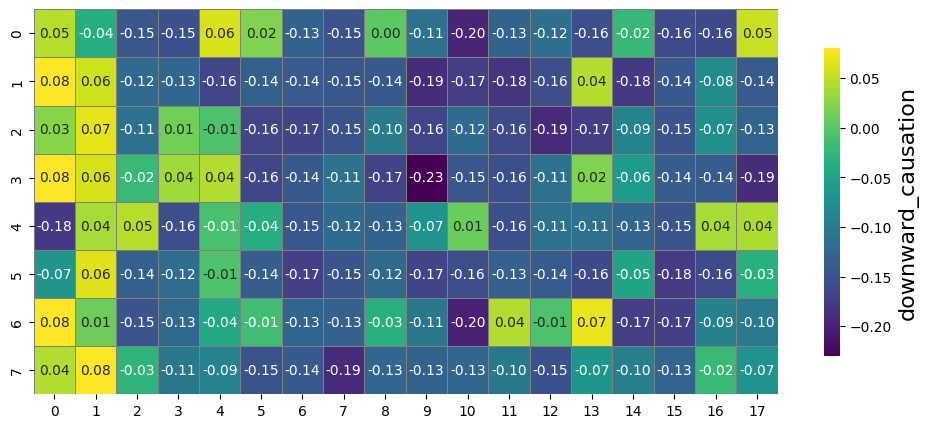 0 0.05 -0.04 -0.15 -0.15 0.06 0.02 -0.13 -0.15 0.00 -0.11 -0.20 -0.13 -0.12 -0.16 -0.02 -0.16 -0.16 0.05
1 0.08 0.06 -0.12 -0.13 -0.16 -0.14 -0.14 -0.15 -0.14 -0.19 -0.17 -0.18 -0.16 0.04 -0.18 -0.14 -0.08 -0.14
2 0.03 0.07 -0.11 0.01 -0.01 -0.16 -0.17 -0.15 -0.10 -0.16 -0.12 -0.16 -0.19 -0.17 -0.09 -0.15 -0.07 -0.13
3 0.08 0.06 -0.02 0.04 0.04 -0.16 -0.14 -0.11 -0.17 -0.23 -0.15 -0.16 -0.11 0.02 -0.06 -0.14 -0.14 -0.19
4 -0.18 0.04 0.05 -0.16 -0.01 -0.04 -0.15 -0.12 -0.13 -0.07 0.01 -0.16 -0.11 -0.11 -0.13 -0.15 0.04 0.04
5 -0.07 0.06 -0.14 -0.12 -0.01 -0.14 -0.17 -0.15 -0.12 -0.17 -0.16 -0.13 -0.14 -0.16 -0.05 -0.18 -0.16 -0.03
6 0.08 0.01 -0.15 -0.13 -0.04 -0.01 -0.13 -0.13 -0.03 -0.11 -0.20 0.04 -0.01 0.07 -0.17 -0.17 -0.09 -0.10
7 0.04 0.08 -0.03 -0.11 -0.09 -0.15 -0.14 -0.19 -0.13 -0.13 -0.13 -0.10 -0.15 -0.07 -0.10 -0.13 -0.02 -0.07
0 1 2 3 4 5 6 7 8 9 10 11 12 13 14 15 16 17
0.05
0.00
−0.05
−0.10
−0.15
−0.20
downward_causation